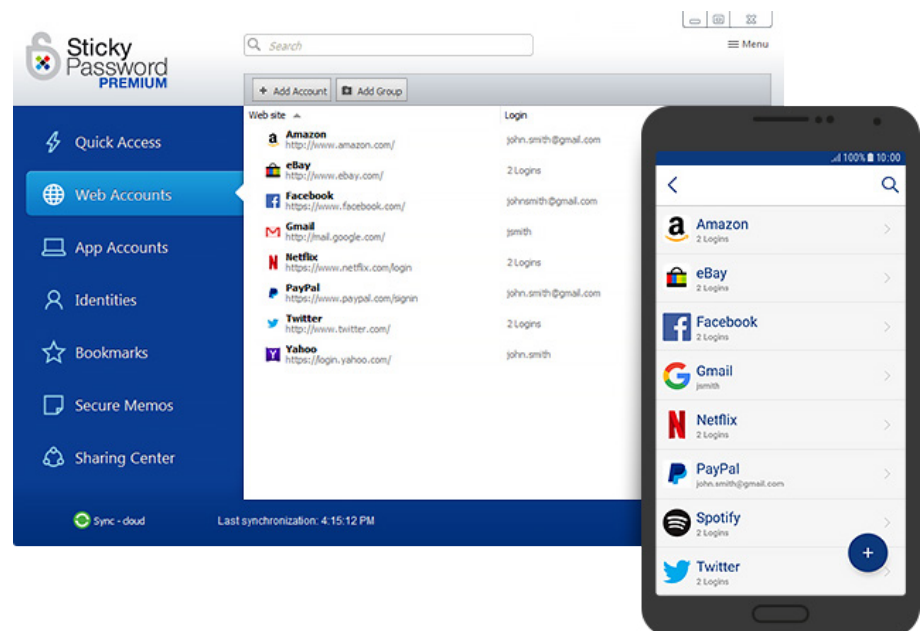 Sticky
Password
PREMIUM
Search
Menu
+ Add Account
Add Group
Web site
Login
Quick Access
Web Accounts
App Accounts
Identities
Bookmarks
Secure Memos
Sharing Center
Amazon
http://www.amazon.com/
john.smith@gmail.com
eBay
http://www.ebay.com/
2 Logins
Facebook
https://www.facebook.com/
johnsmith@gmail.com
Gmail
http://mail.google.com/
jsmith
Netflix
https://www.netflix.com/login
2 Logins
PayPal
https://www.paypal.com/signin
john.smith@gmail.com
Twitter
http://www.twitter.com/
2 Logins
Yahoo
https://login.yahoo.com/
john.smith
Sync - cloud
Last synchronization: 4:15:12 PM
100% 10:00
Amazon
2 Logins
eBay
2 Logins
Facebook
2 Logins
Gmail
jsmith
Netflix
2 Logins
PayPal
john.smith@gmail.com
Spotify
2 Logins
Twitter
2 Logins
+